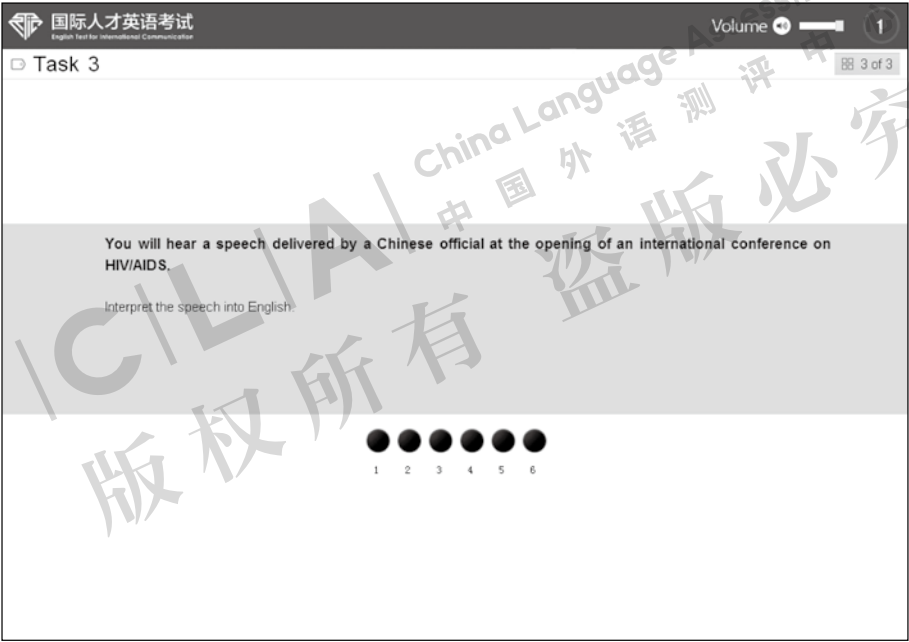 国际人才英语考试
English Test for International Communication
Volume
1
Task 3
3 of 3
China Language Assessment
中国外语测评中
You will hear a speech delivered by a Chinese official at the opening of an international conference on
HIV/AIDS.
Interpret the speech into English.
CLA
版权所有 盗版必究
1 2 3 4 5 6